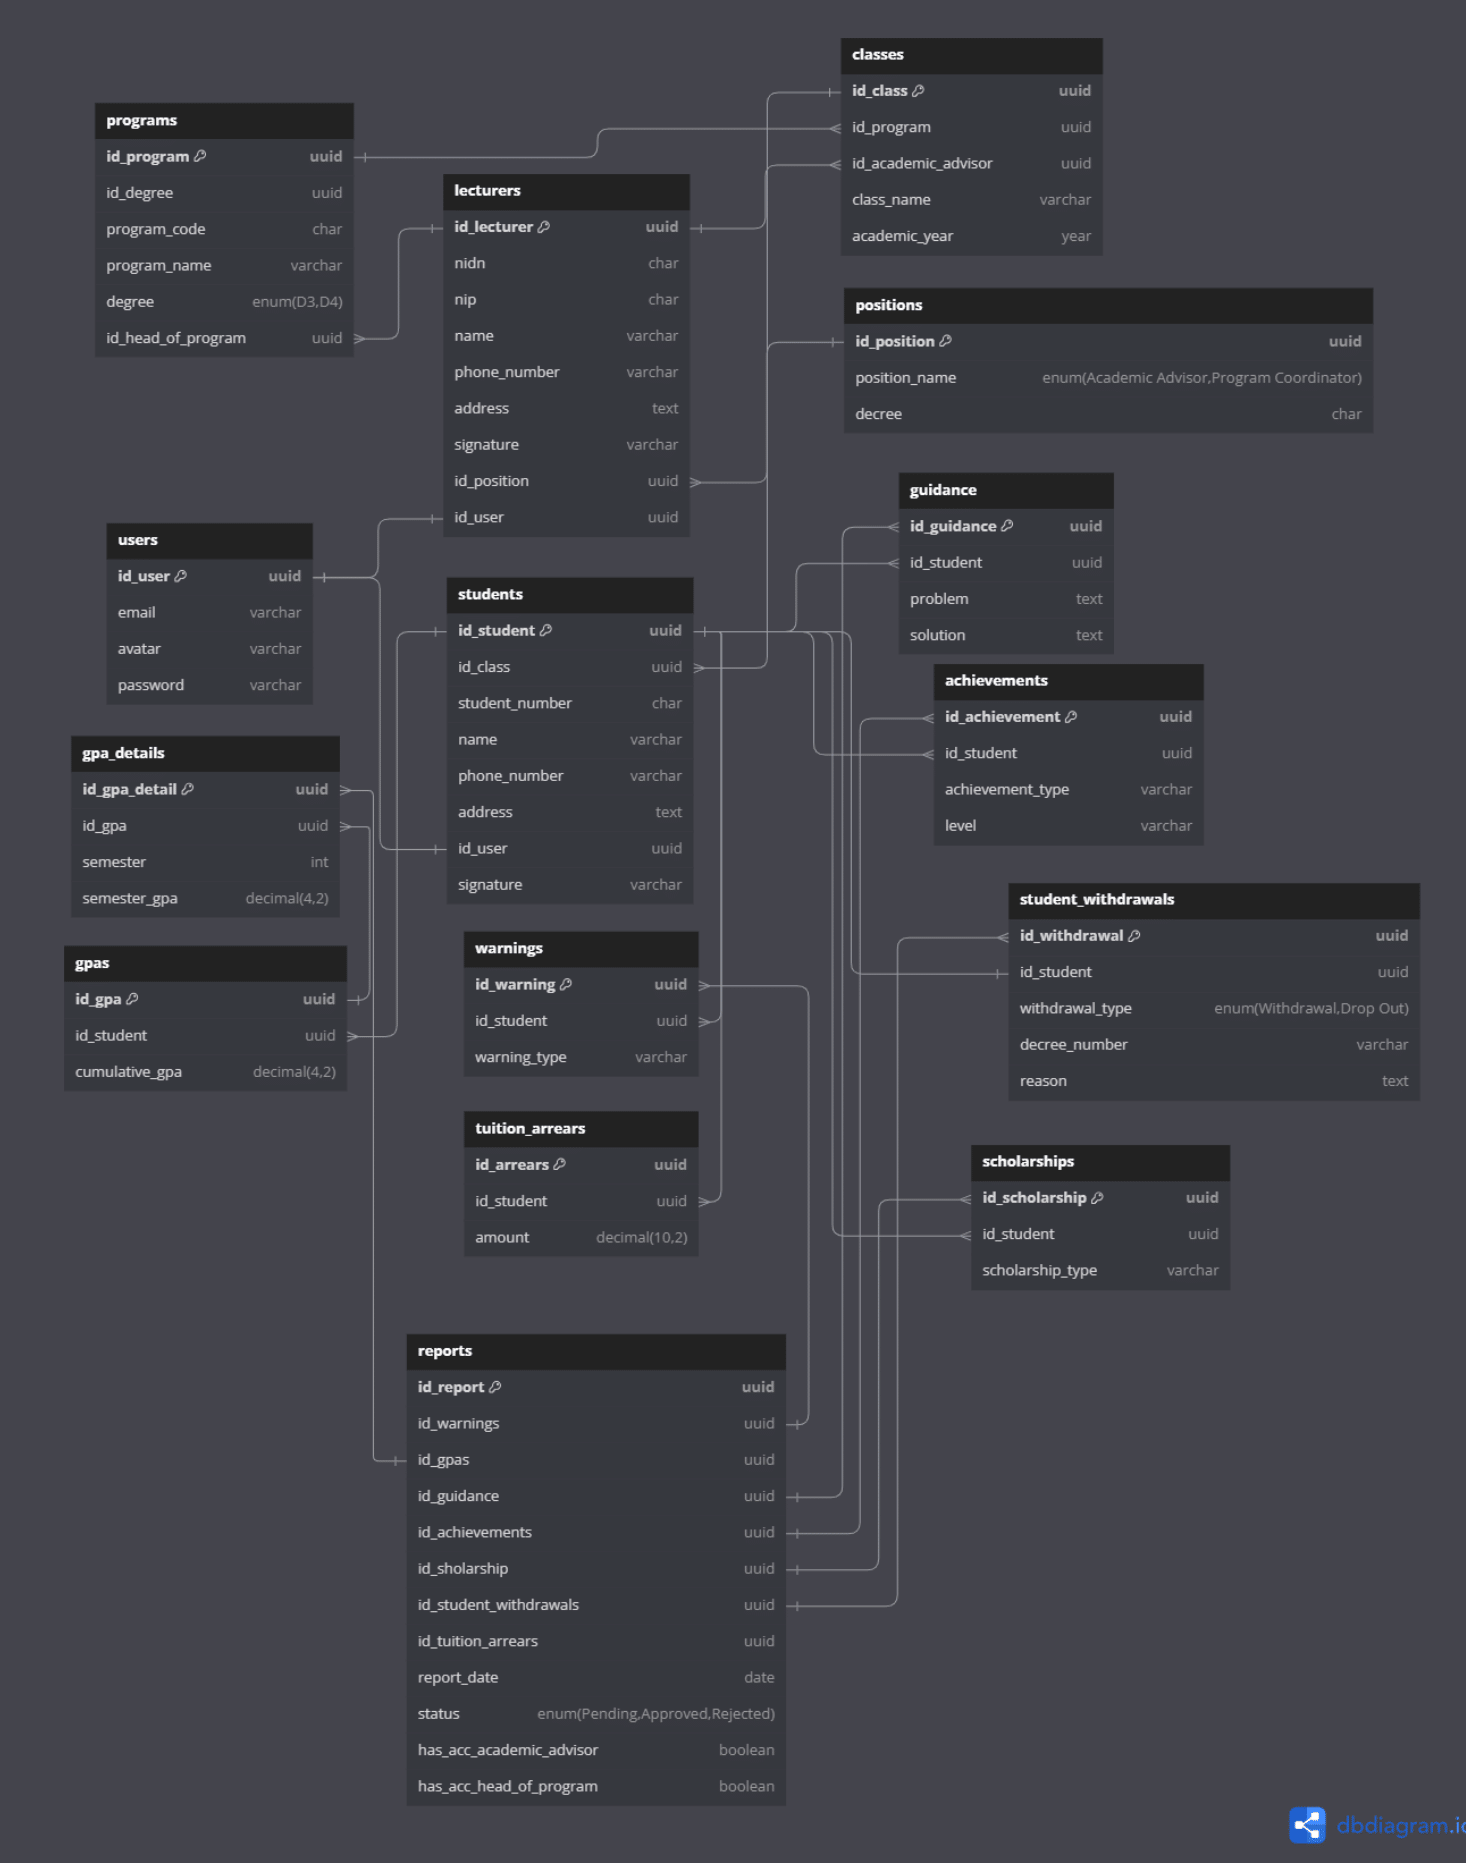 classes
id_class uuid
id_program uuid
id_academic_advisor uuid
class_name varchar
academic_year year
programs
id_program uuid
id_degree uuid
program_code char
program_name varchar
degree enum(D3,D4)
id_head_of_program uuid
lecturers
id_lecturer uuid
nidn char
nip char
name varchar
phone_number varchar
address text
signature varchar
id_position uuid
id_user uuid
positions
id_position uuid
position_name enum(Academic Advisor,Program Coordinator)
decree char
guidance
id_guidance uuid
id_student uuid
problem text
solution text
users
id_user uuid
email varchar
avatar varchar
password varchar
students
id_student uuid
id_class uuid
student_number char
name varchar
phone_number varchar
address text
id_user uuid
signature varchar
achievements
id_achievement uuid
id_student uuid
achievement_type varchar
level varchar
gpa_details
id_gpa_detail uuid
id_gpa uuid
semester int
semester_gpa decimal(4,2)
student_withdrawals
id_withdrawal uuid
id_student uuid
withdrawal_type enum(Withdrawal,Drop Out)
decree_number varchar
reason text
gpas
id_gpa uuid
id_student uuid
cumulative_gpa decimal(4,2)
warnings
id_warning uuid
id_student uuid
warning_type varchar
tuition_arrears
id_arrears uuid
id_student uuid
amount decimal(10,2)
scholarships
id_scholarship uuid
id_student uuid
scholarship_type varchar
reports
id_report uuid
id_warnings uuid
id_gpas uuid
id_guidance uuid
id_achievements uuid
id_sholarship uuid
id_student_withdrawals uuid
id_tuition_arrears uuid
report_date date
status enum(Pending,Approved,Rejected)
has_acc_academic_advisor boolean
has_acc_head_of_program boolean
dbdiagram.io